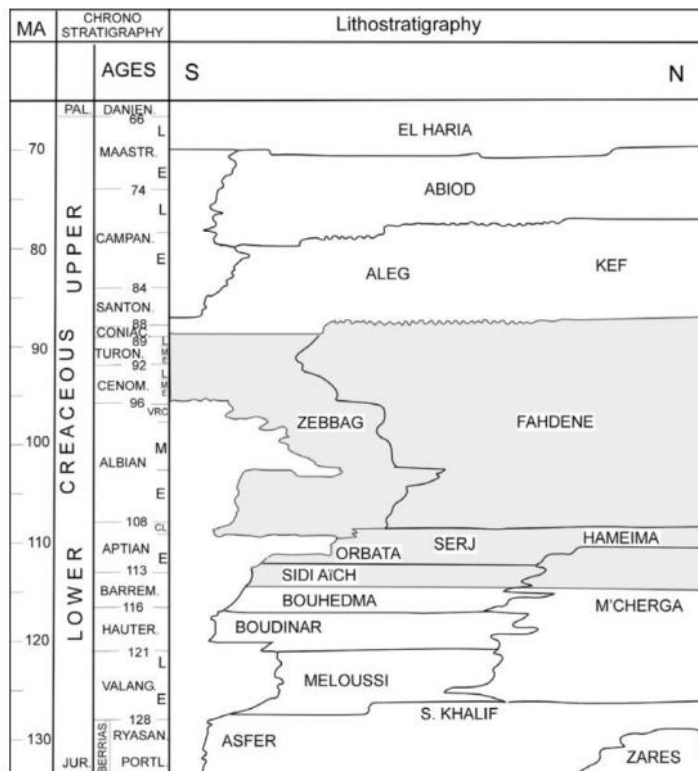 MA
CHRONO
STRATIGRAPHY
Lithostratigraphy
AGES
S
N
PAL.
DANIEN.
66
L
EL HARIA
70
MAASTR.
E
74
ABIOD
L
CAMPAN.
80
E
ALEG
KEF
84
SANTON.
88
CONIAC.
89
L
90
TURON.
M
E
92
L
CENOM.
M
E
96
VRC
ZEBBAG
FAHDENE
100
M
ALBIAN
E
108
CL
110
APTIAN
E
ORBATA
SERJ
HAMEIMA
113
SIDI AïCH
BARREM.
BOUHEDMA
M'CHERGA
116
HAUTER.
BOUDINAR
120
121
L
MELOUSSI
VALANG.
E
S. KHALIF
128
RYASAN.
ASFER
130
BERRIAS.
ZARES
JUR.
PORTL.
UPPER
LOWER
CREACEOUS